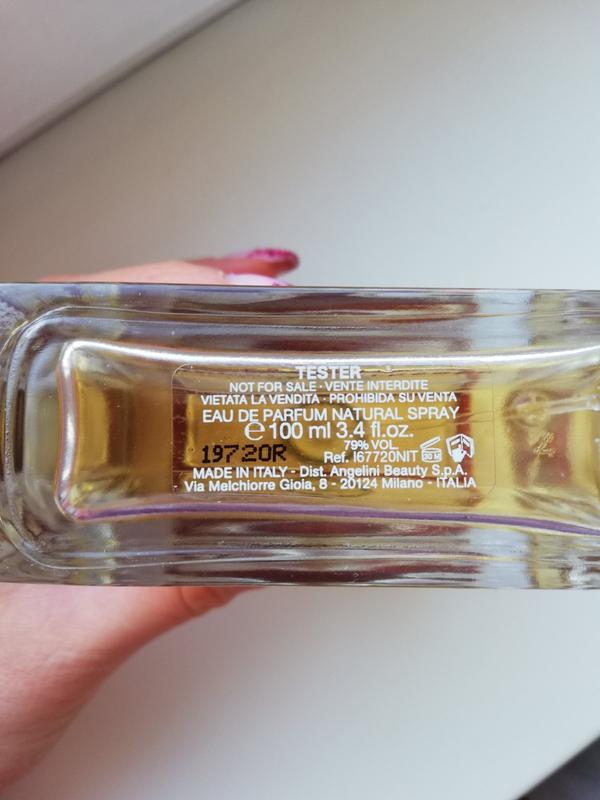 TESTER
NOT FOR SALE · VENTE INTERDITE
VIETATA LA VENDITA · PROHIBIDA SU VENTA
EAU DE PARFUM NATURAL SPRAY
℮ 100 ml 3.4 fl.oz.
79% VOL
19720R
Ref. I67720NIT
MADE IN ITALY - Dist. Angelini Beauty S.p.A.
Via Melchiorre Gioia, 8 - 20124 Milano - ITALIA